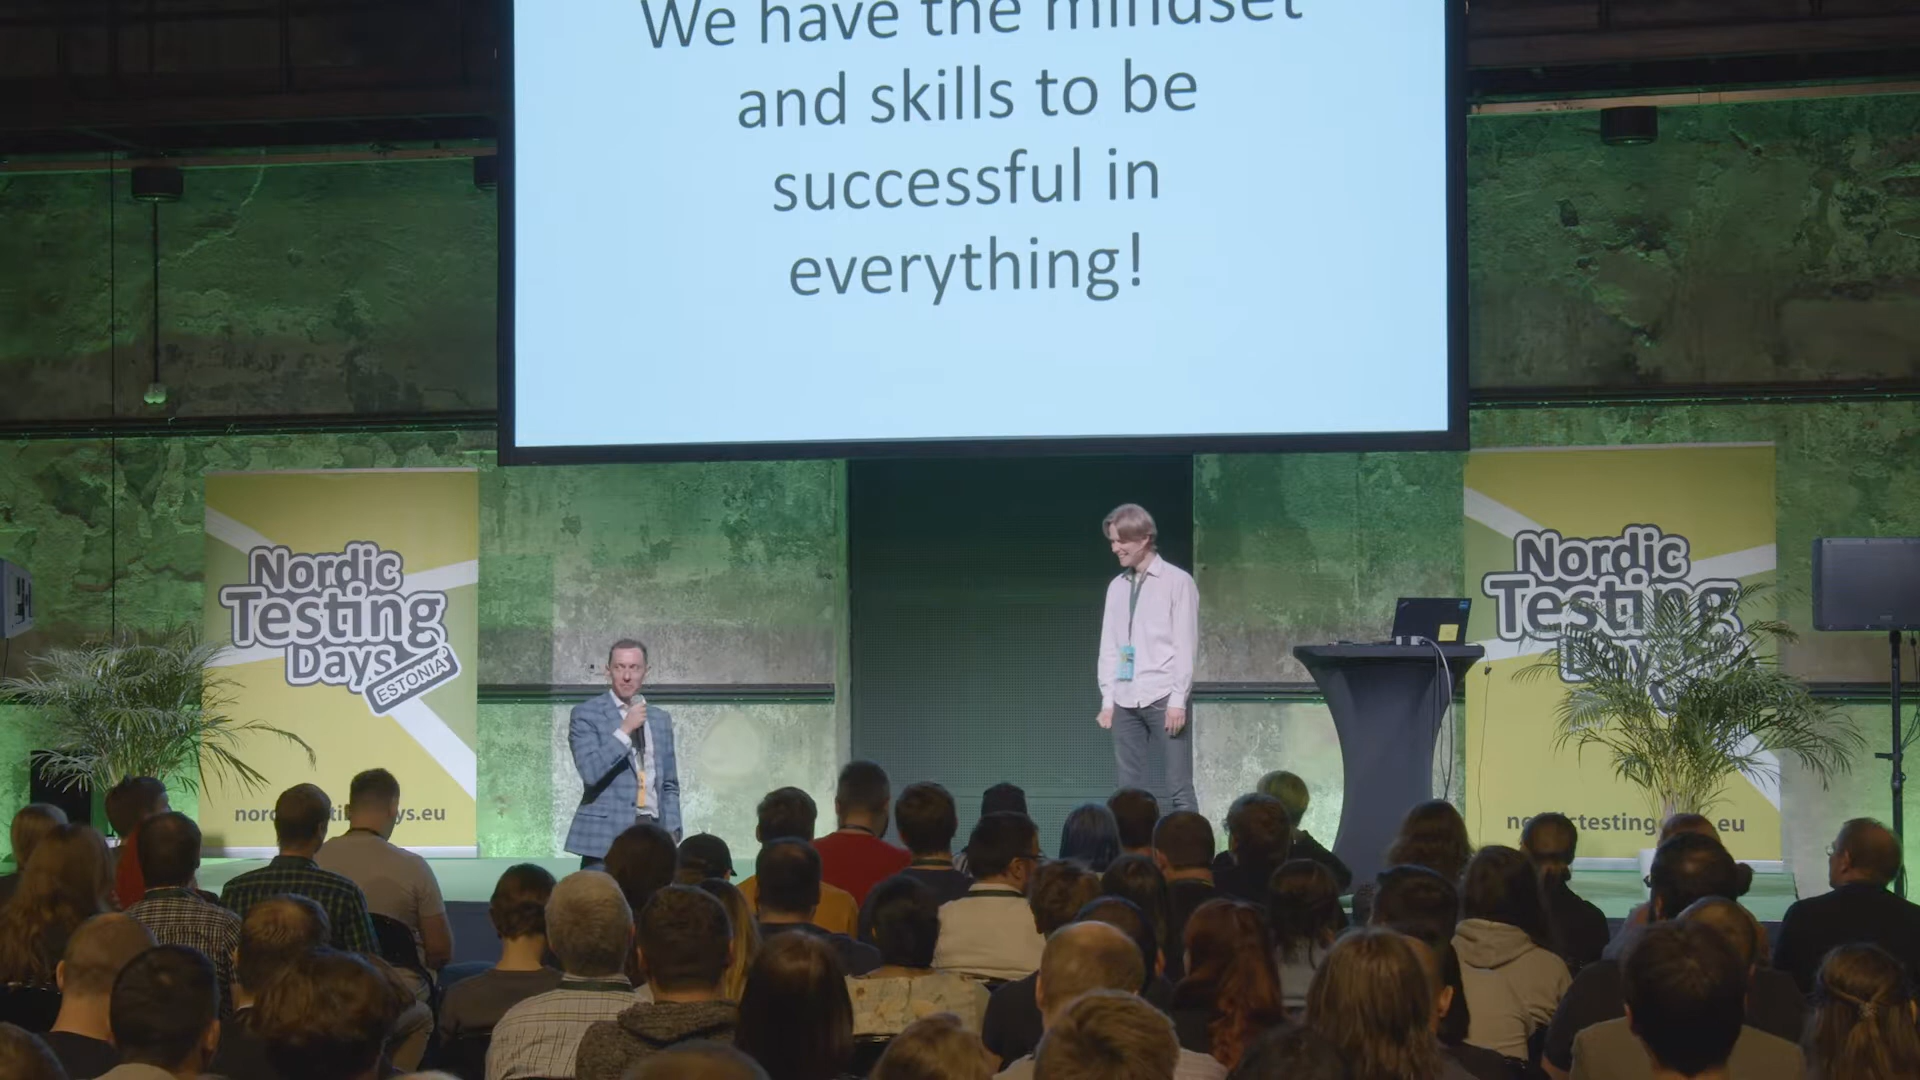 We have the mindset
and skills to be
successful in
everything!
Nordic
Testing
Days
ESTONIA
Nordic
Testing